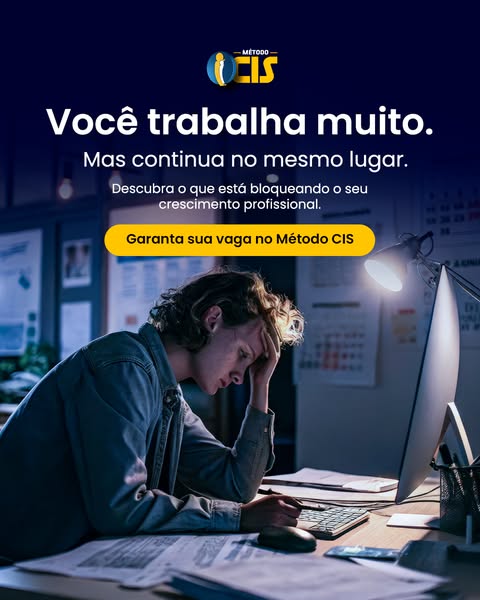 MÉTODO
CIS
Você trabalha muito.
Mas continua no mesmo lugar.
Descubra o que está bloqueando o seu
crescimento profissional.
Garanta sua vaga no Método CIS